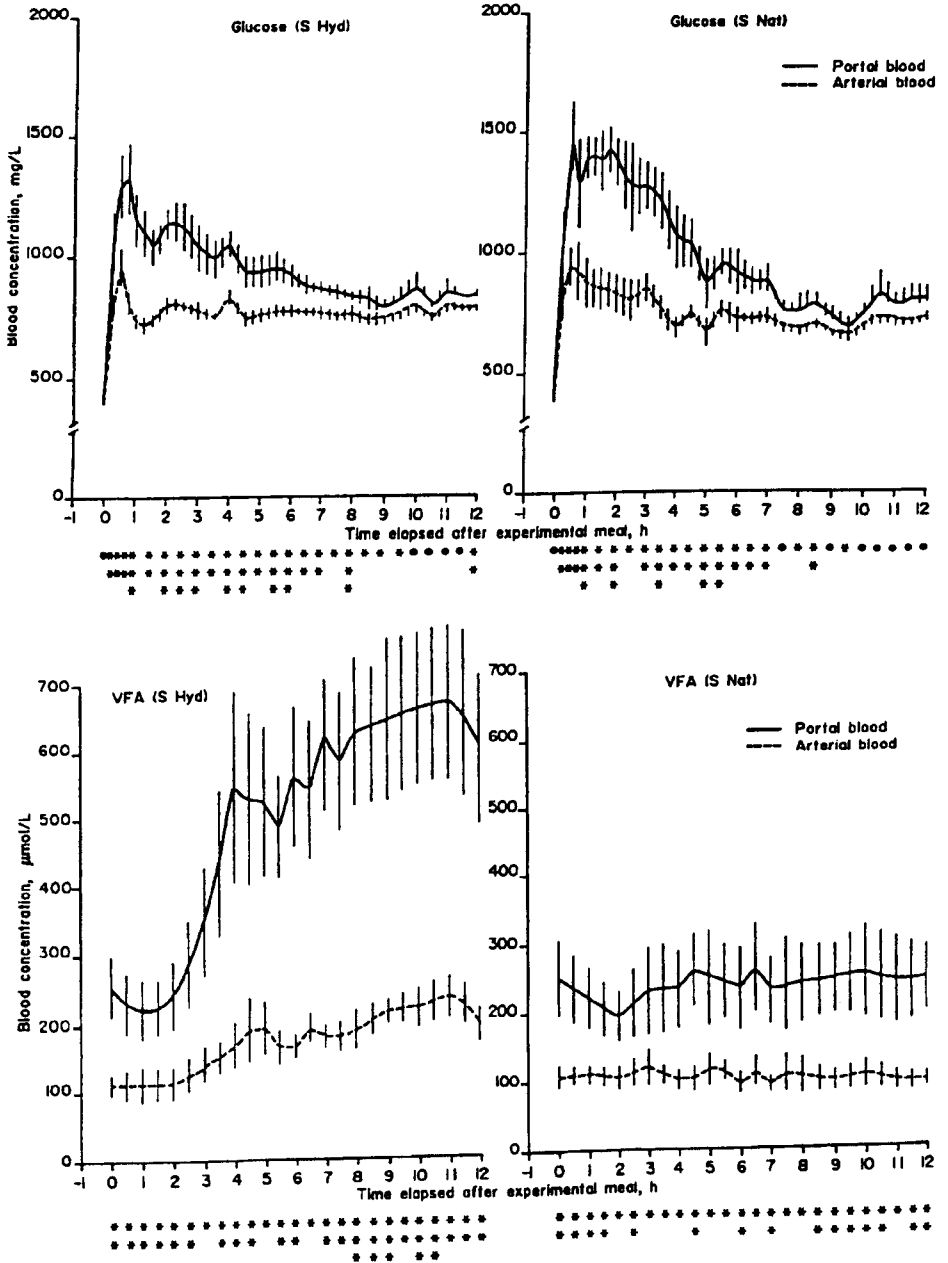 Glucose (S Hyd)
2000
1500
1000
500
0
Blood concentration, mg/L
-1 0 1 2 3 4 5 6 7 8 9 10 11 12
Glucose (S Nat)
Portal blood
Arterial blood
2000
1500
1000
500
0
-1 0 1 2 3 4 5 6 7 8 9 10 11 12
Time elapsed after experimental meal, h
VFA (S Hyd)
700
600
500
400
300
200
100
0
Blood concentration, μmol/L
-1 0 1 2 3 4 5 6 7 8 9 10 11 12
VFA (S Nat)
Portal blood
Arterial blood
700
600
500
400
300
200
100
0
-1 0 1 2 3 4 5 6 7 8 9 10 11 12
Time elapsed after experimental meal, h